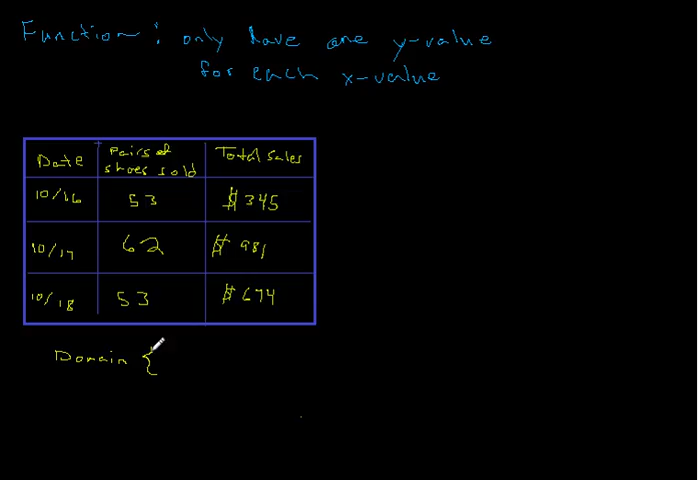 Function: only have one y-value
for each x-value
Date Pairs of shoes sold Total Sales
10/16 53 $345
10/17 62 $981
10/18 53 $674
Domain {